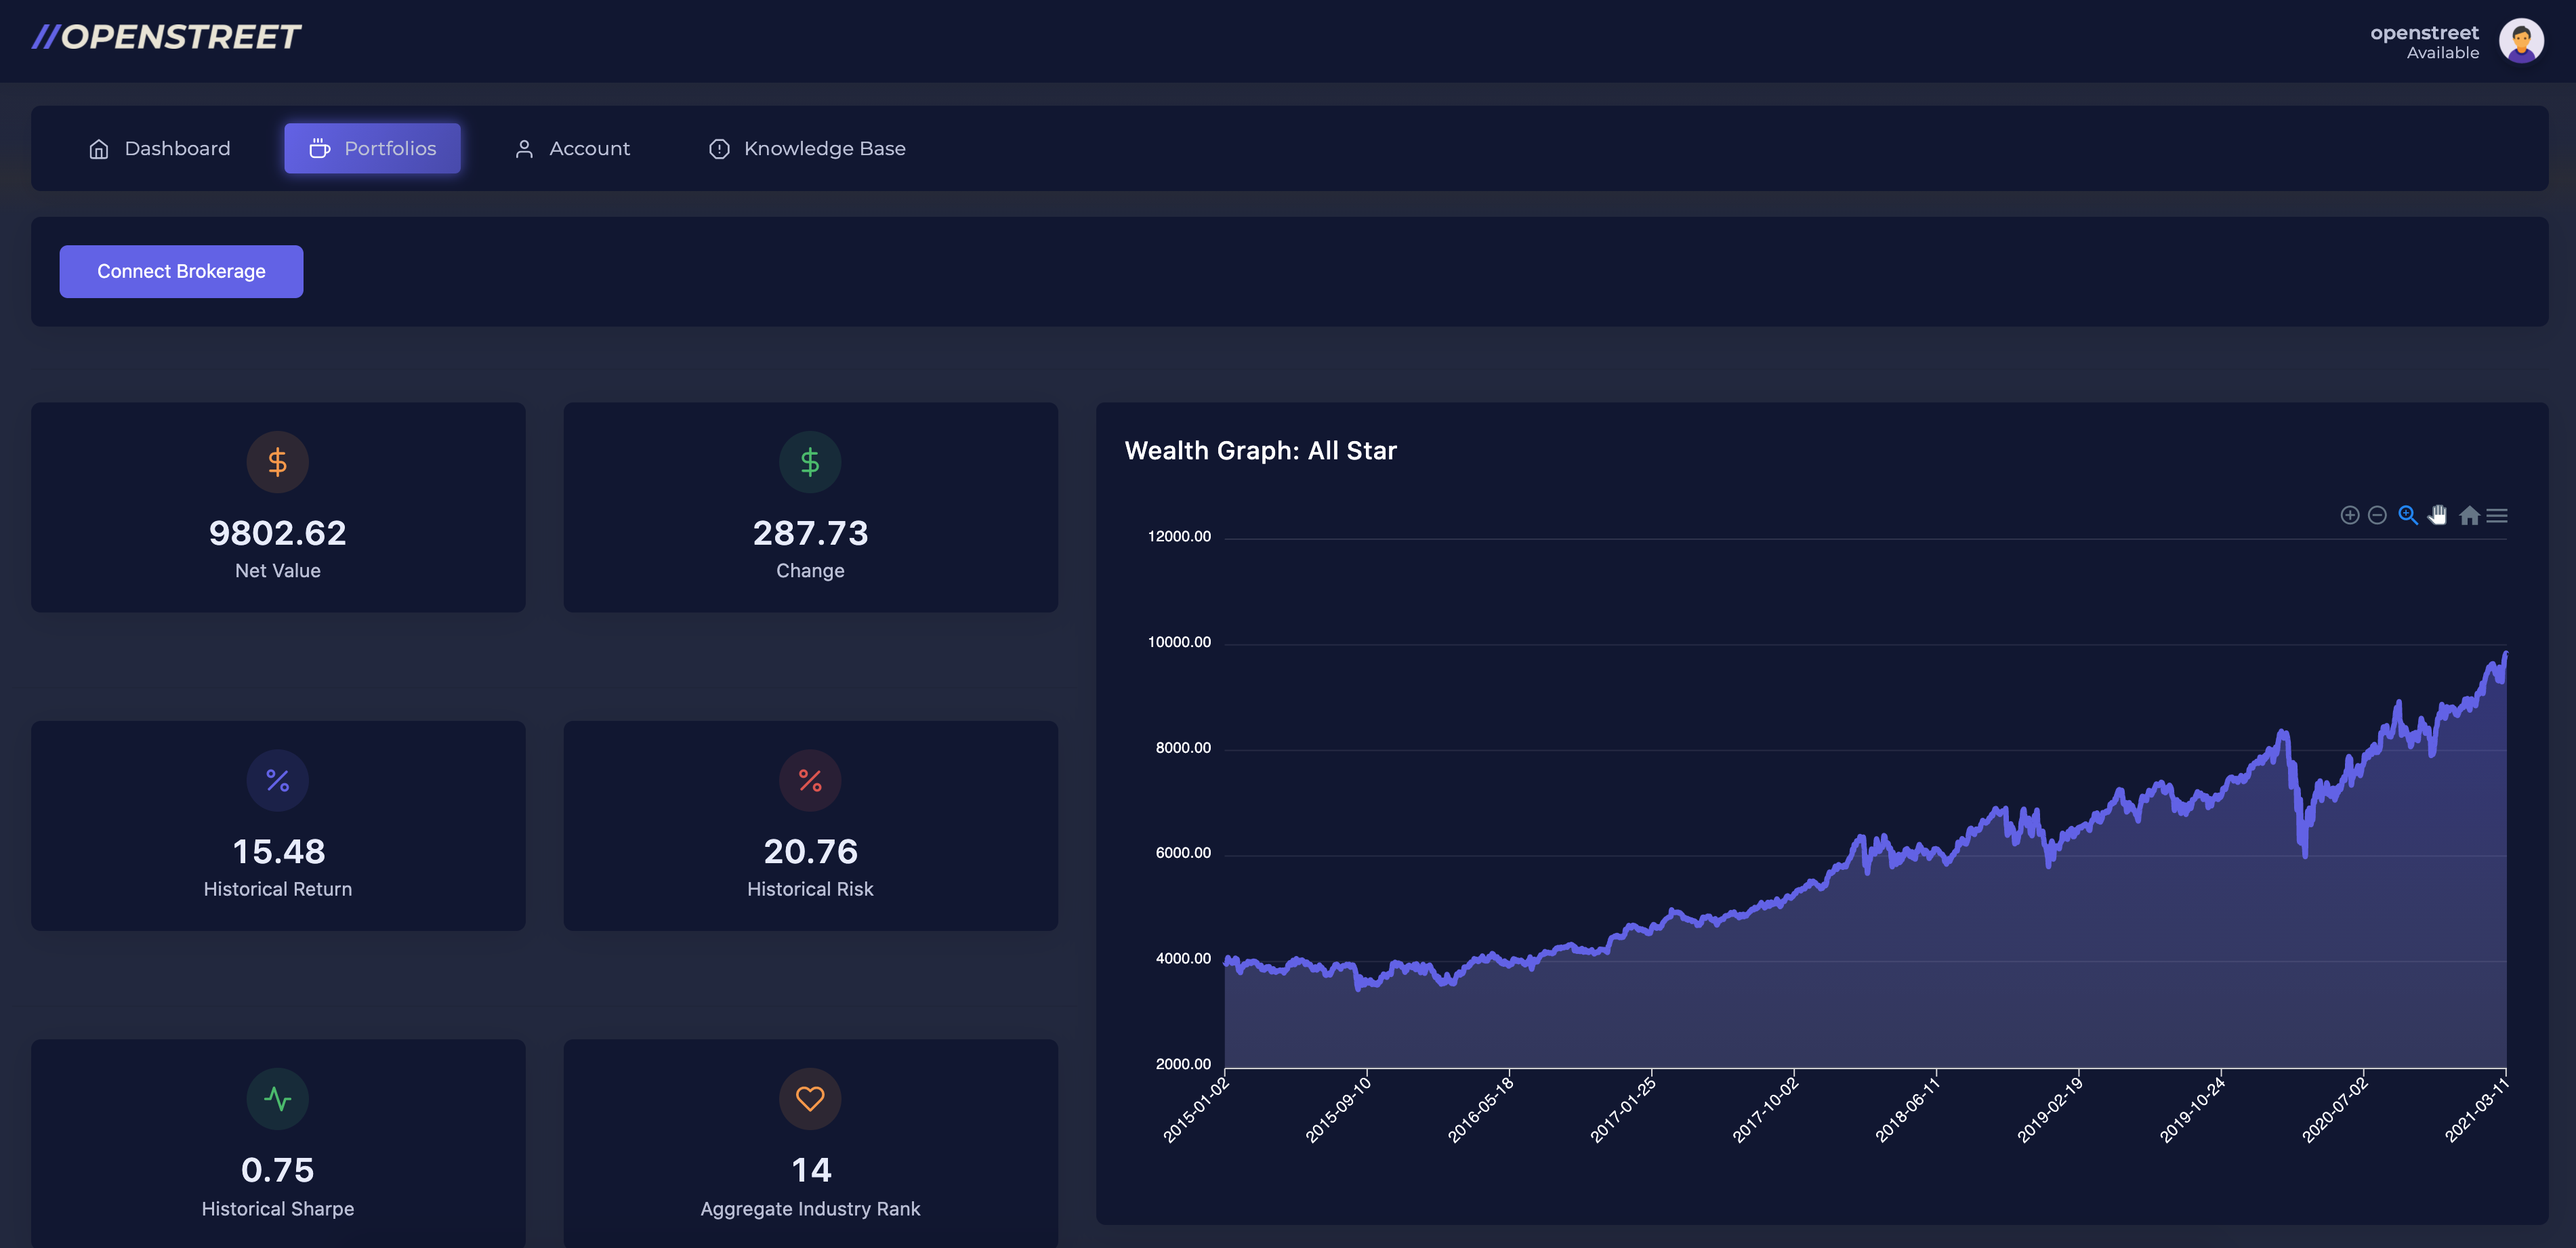 //OPENSTREET
openstreet
Available
Dashboard
Portfolios
Account
Knowledge Base
Connect Brokerage
9802.62
Net Value
287.73
Change
15.48
Historical Return
20.76
Historical Risk
0.75
Historical Sharpe
14
Aggregate Industry Rank
Wealth Graph: All Star
12000.00
10000.00
8000.00
6000.00
4000.00
2000.00
2015-01-02
2015-09-10
2016-05-18
2017-01-25
2017-10-02
2018-06-11
2019-02-19
2019-10-24
2020-07-02
2021-03-11